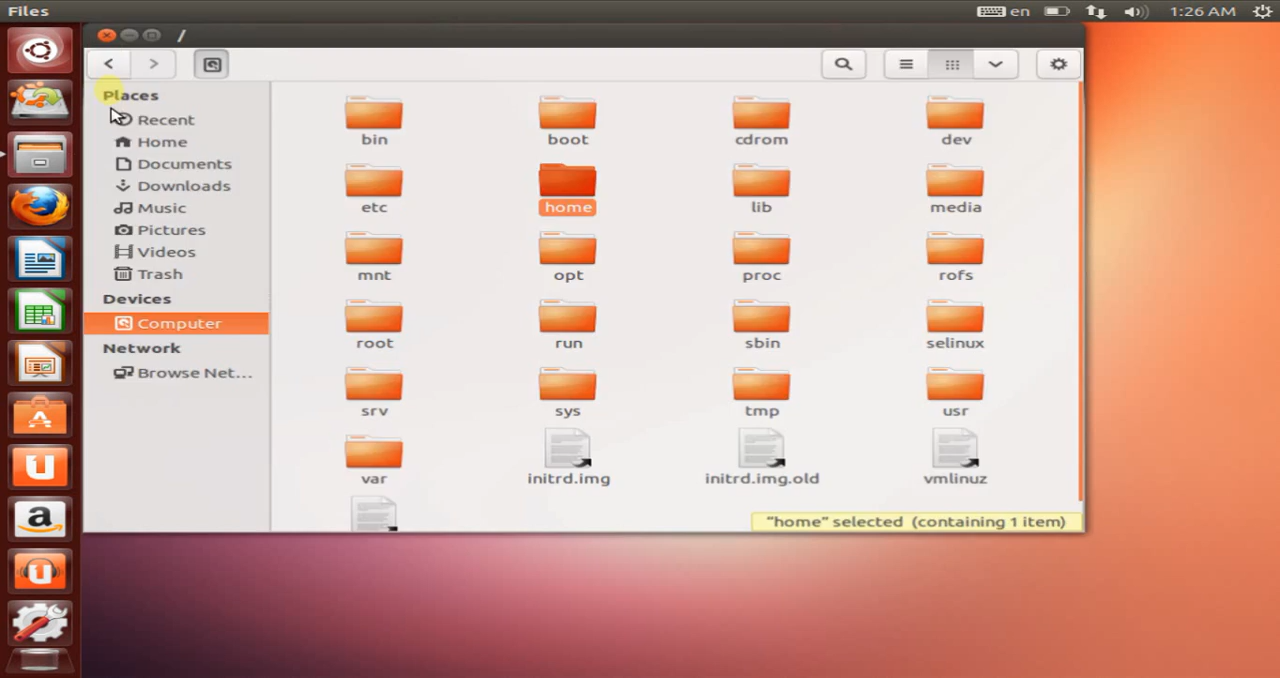 Files
en
1:26 AM
/
Places
Recent
Home
Documents
Downloads
Music
Pictures
Videos
Trash
Devices
Computer
Network
Browse Net...
bin
boot
cdrom
dev
etc
home
lib
media
mnt
opt
proc
rofs
root
run
sbin
selinux
srv
sys
tmp
usr
var
initrd.img
initrd.img.old
vmlinuz
"home" selected (containing 1 item)